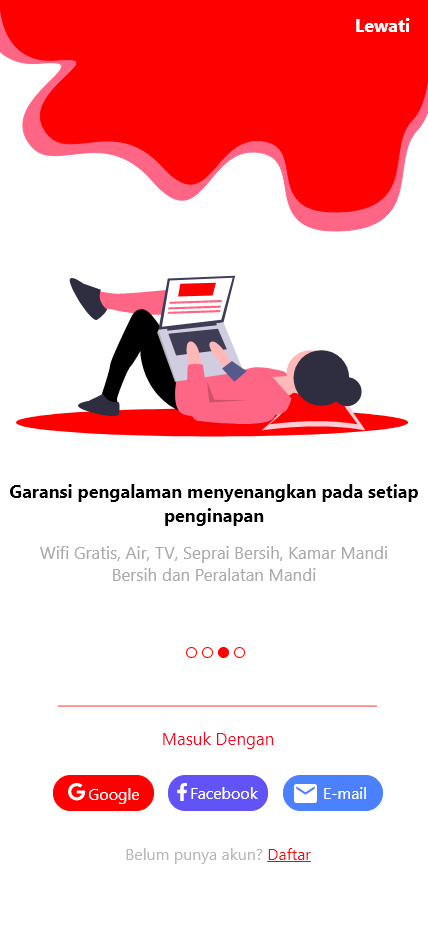 Lewati
Garansi pengalaman menyenangkan pada setiap
penginapan
Wifi Gratis, Air, TV, Seprai Bersih, Kamar Mandi
Bersih dan Peralatan Mandi
Masuk Dengan
Google
Facebook
E-mail
Belum punya akun? Daftar